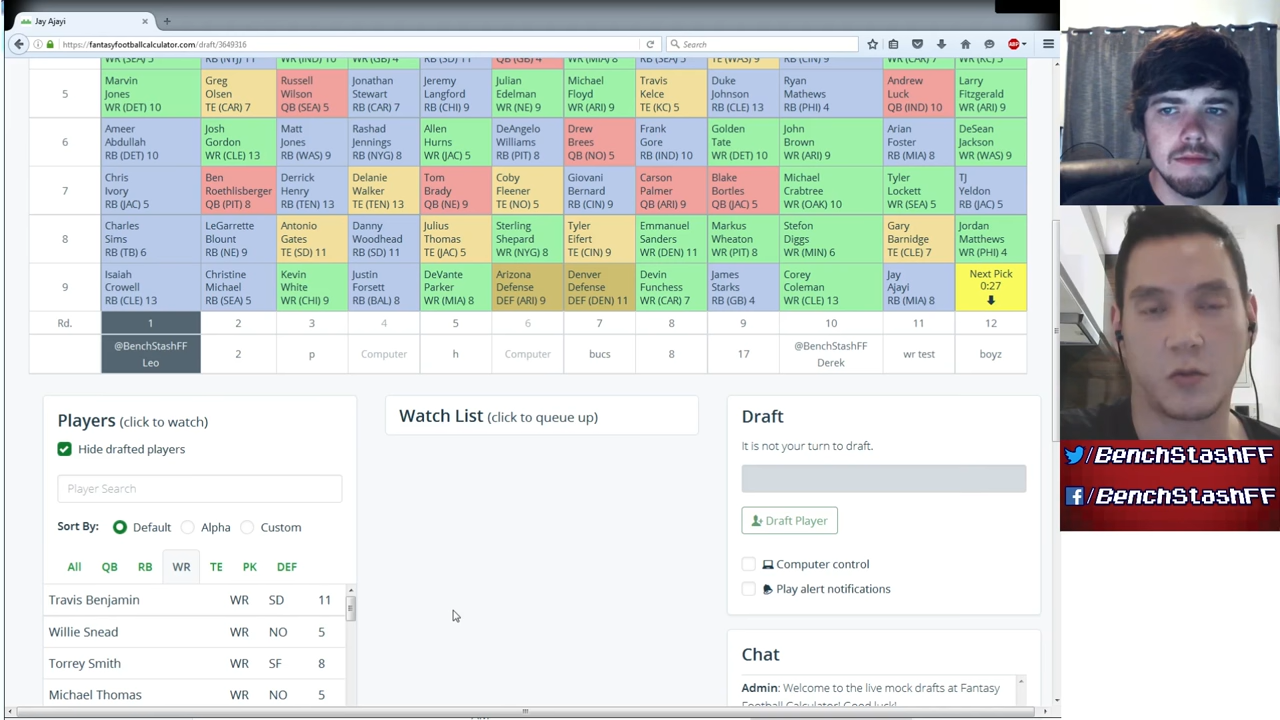 Jay Ajayi
https://fantasyfootballcalculator.com/draft/3649316
Search
ABP
5
Marvin Jones WR (DET) 10
Greg Olsen TE (CAR) 7
Russell Wilson QB (SEA) 5
Jonathan Stewart RB (CAR) 7
Jeremy Langford RB (CHI) 9
Julian Edelman WR (NE) 9
Michael Floyd WR (ARI) 9
Travis Kelce TE (KC) 5
Duke Johnson RB (CLE) 13
Ryan Mathews RB (PHI) 4
Andrew Luck QB (IND) 10
Larry Fitzgerald WR (ARI) 9
6
Ameer Abdullah RB (DET) 10
Josh Gordon WR (CLE) 13
Matt Jones RB (WAS) 9
Rashad Jennings RB (NYG) 8
Allen Hurns WR (JAC) 5
DeAngelo Williams RB (PIT) 8
Drew Brees QB (NO) 5
Frank Gore RB (IND) 10
Golden Tate WR (DET) 10
John Brown WR (ARI) 9
Arian Foster RB (MIA) 8
DeSean Jackson WR (WAS) 9
7
Chris Ivory RB (JAC) 5
Ben Roethlisberger QB (PIT) 8
Derrick Henry RB (TEN) 13
Delanie Walker TE (TEN) 13
Tom Brady QB (NE) 9
Coby Fleener TE (NO) 5
Giovani Bernard RB (CIN) 9
Carson Palmer QB (ARI) 9
Blake Bortles QB (JAC) 5
Michael Crabtree WR (OAK) 10
Tyler Lockett WR (SEA) 5
TJ Yeldon RB (JAC) 5
8
Charles Sims RB (TB) 6
LeGarrette Blount RB (NE) 9
Antonio Gates TE (SD) 11
Danny Woodhead RB (SD) 11
Julius Thomas TE (JAC) 5
Sterling Shepard WR (NYG) 8
Tyler Eifert TE (CIN) 9
Emmanuel Sanders WR (DEN) 11
Markus Wheaton WR (PIT) 8
Stefon Diggs WR (MIN) 6
Gary Barnidge TE (CLE) 7
Jordan Matthews WR (PHI) 4
9
Isaiah Crowell RB (CLE) 13
Christine Michael RB (SEA) 5
Kevin White WR (CHI) 9
Justin Forsett RB (BAL) 8
DeVante Parker WR (MIA) 8
Arizona Defense DEF (ARI) 9
Denver Defense DEF (DEN) 11
Devin Funchess WR (CAR) 7
James Starks RB (GB) 4
Corey Coleman WR (CLE) 13
Jay Ajayi RB (MIA) 8
Next Pick 0:27
Rd. 1 2 3 4 5 6 7 8 9 10 11 12
@BenchStashFF Leo
2
p
Computer
h
Computer
bucs
8
17
@BenchStashFF Derek
wr test
boyz
Players (click to watch)
Hide drafted players
Player Search
Sort By: Default Alpha Custom
All QB RB WR TE PK DEF
Travis Benjamin WR SD 11
Willie Snead WR NO 5
Torrey Smith WR SF 8
Michael Thomas WR NO 5
Watch List (click to queue up)
Draft
It is not your turn to draft.
Draft Player
Computer control
Play alert notifications
Chat
Admin: Welcome to the live mock drafts at Fantasy
Football Calculator! Good luck!
/BenchStashFF
/BenchStashFF